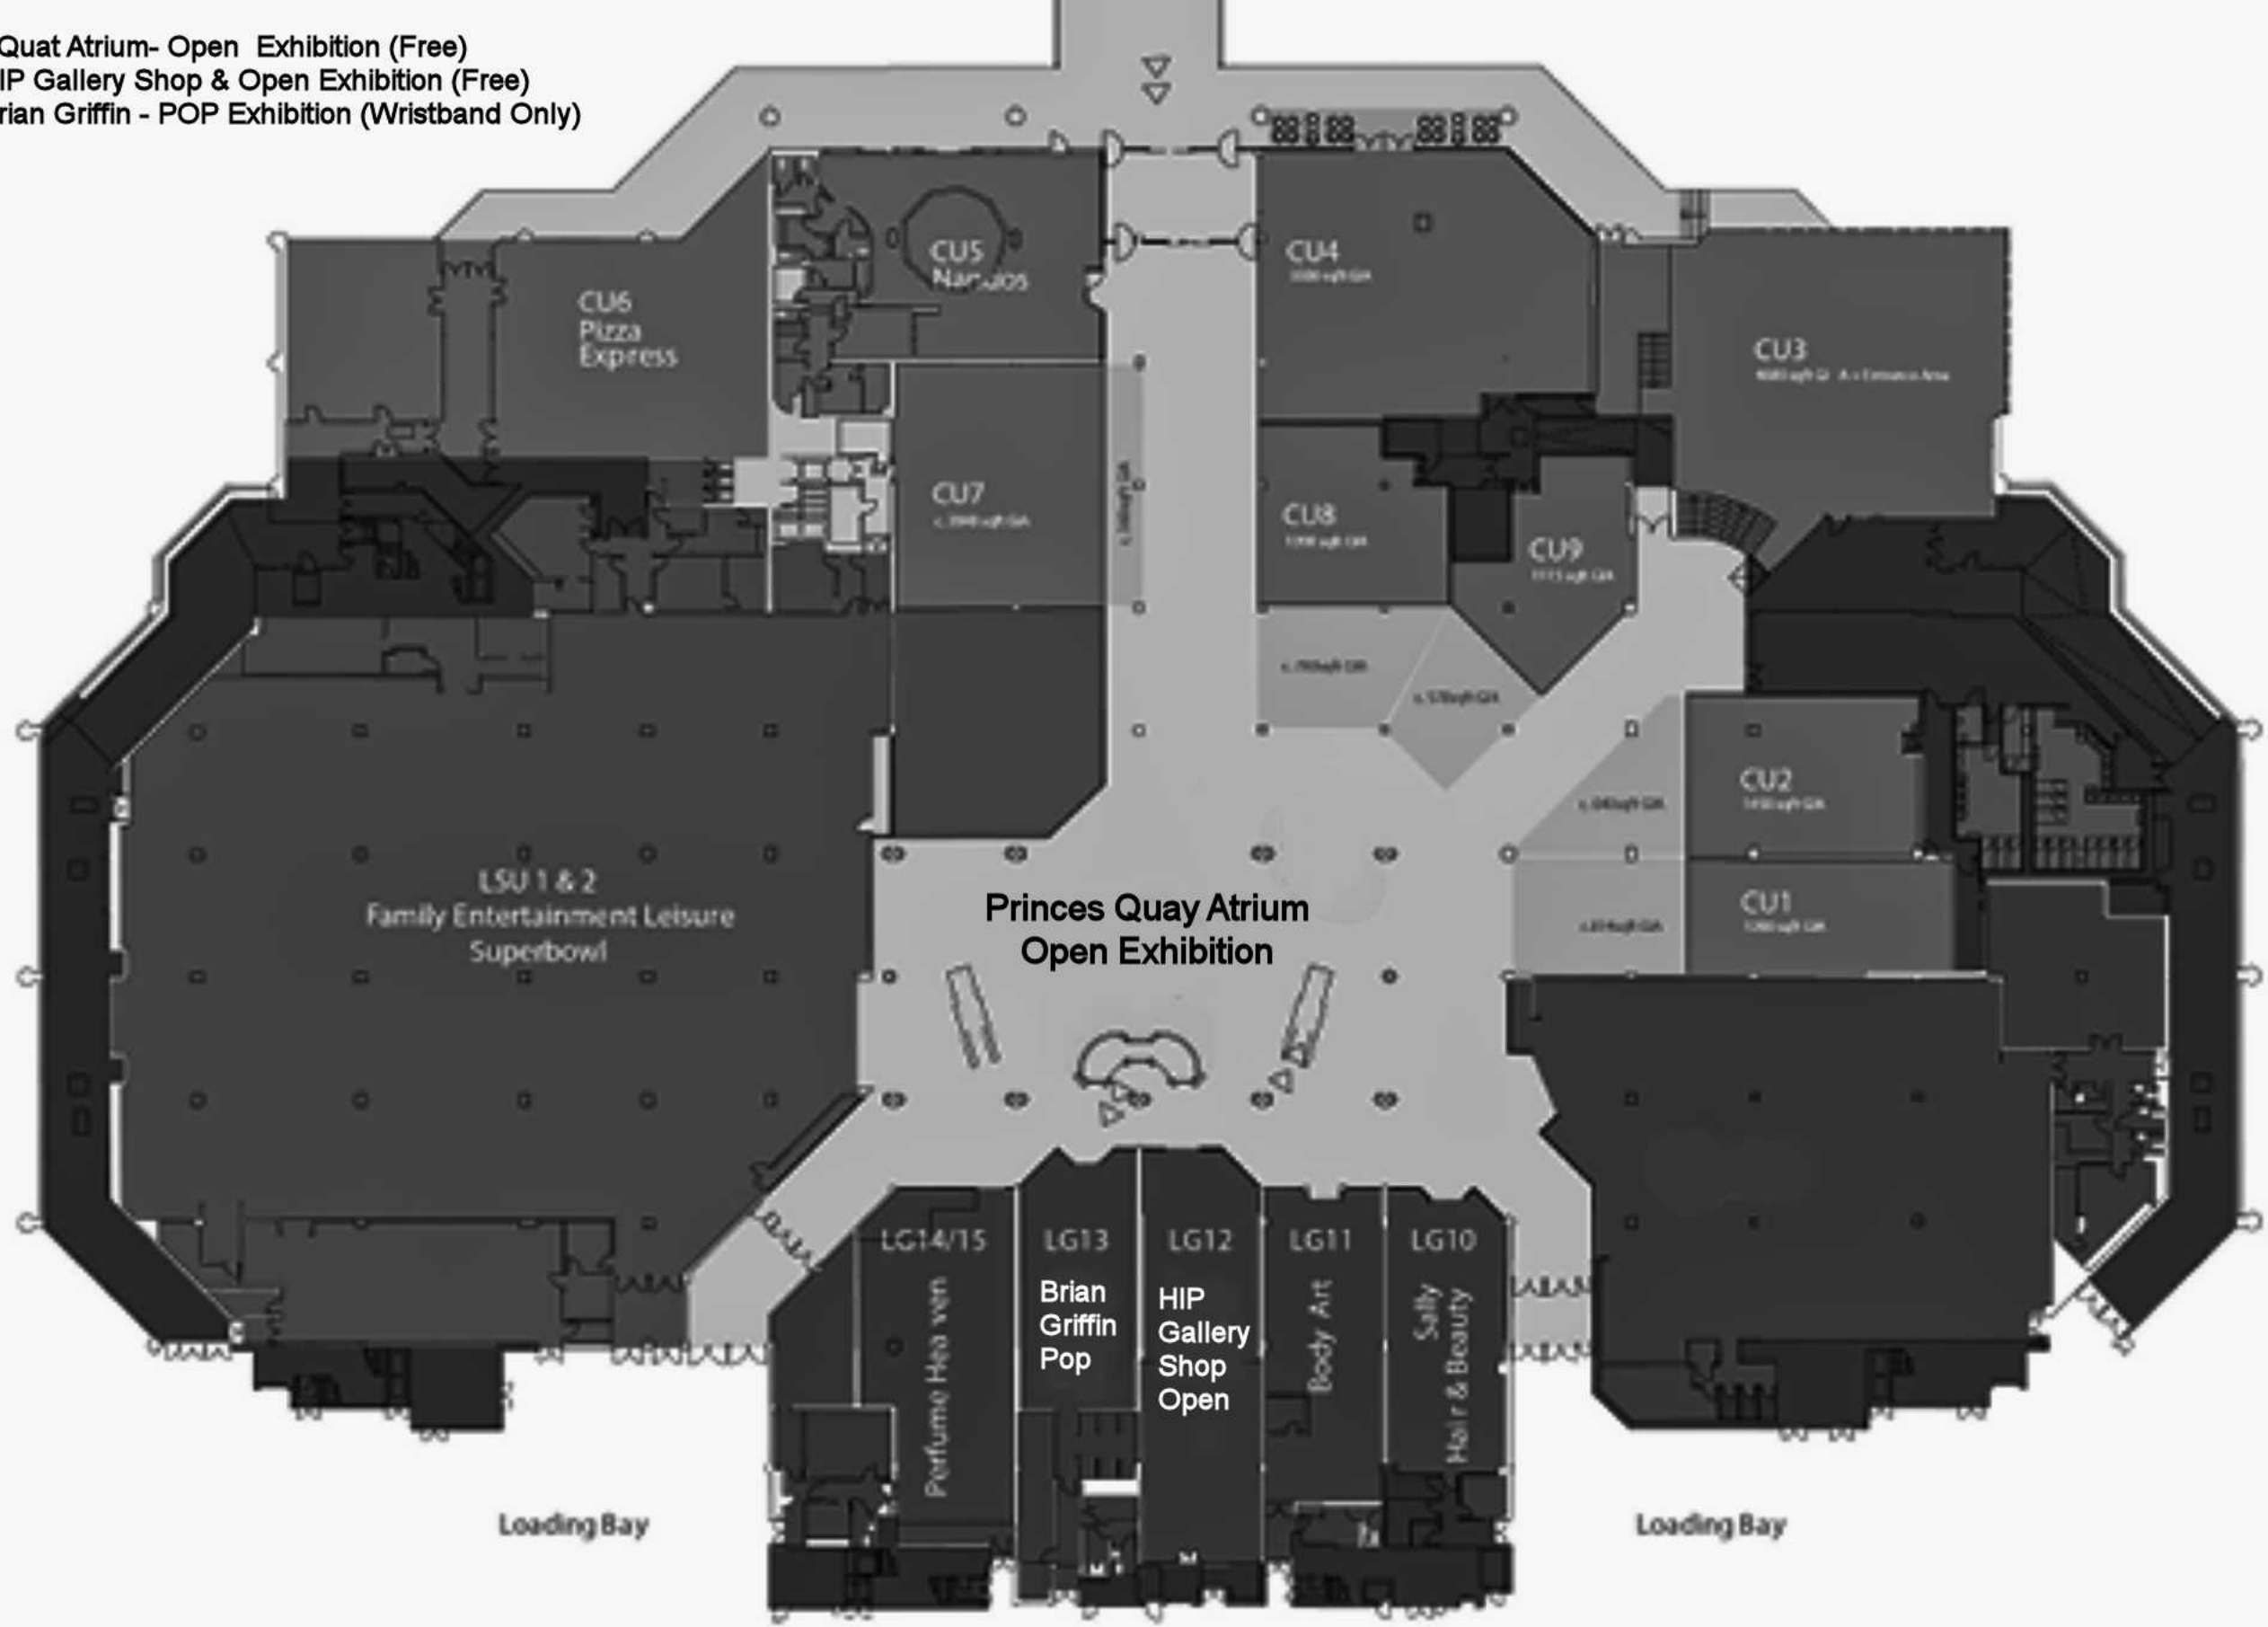 Quat Atrium- Open Exhibition (Free)
IP Gallery Shop & Open Exhibition (Free)
rian Griffin - POP Exhibition (Wristband Only)
CU5
CU4
CU6
Pizza
Express
CU3
CU7
CU8
CU9
CU2
CU1
LSU 1 & 2
Family Entertainment Leisure
Superbowl
Princes Quay Atrium
Open Exhibition
LG14/15
Perfume Hea ven
LG13
Brian
Griffin
Pop
LG12
HIP
Gallery
Shop
Open
LG11
Body Art
LG10
Sally
Hair & Beauty
Loading Bay
Loading Bay